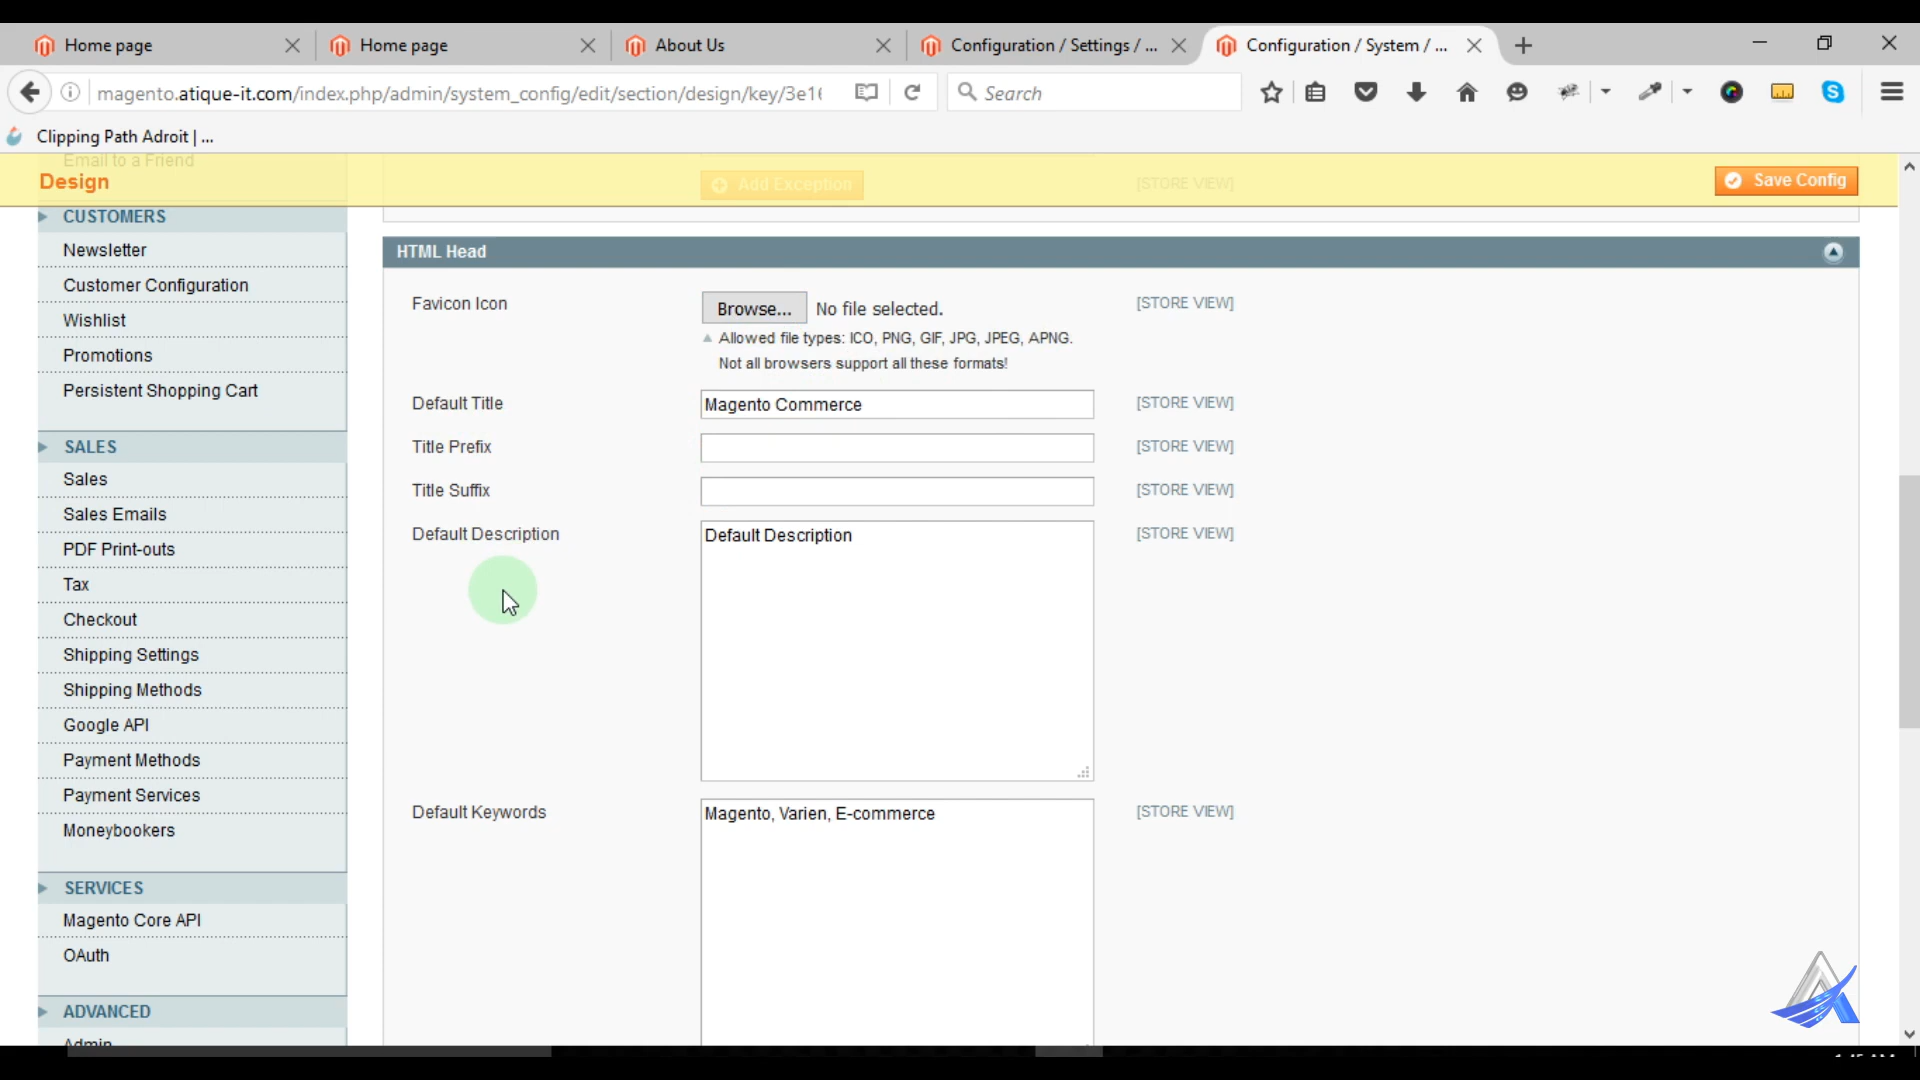 Home page
Home page
About Us
Configuration / Settings / ...
Configuration / System / ...
magento.atique-it.com/index.php/admin/system_config/edit/section/design/key/3e1
Search
Clipping Path Adroit | ...
Email to a Friend
Design
Add Exception
[STORE VIEW]
Save Config
CUSTOMERS
Newsletter
Customer Configuration
Wishlist
Promotions
Persistent Shopping Cart
SALES
Sales
Sales Emails
PDF Print-outs
Tax
Checkout
Shipping Settings
Shipping Methods
Google API
Payment Methods
Payment Services
Moneybookers
SERVICES
Magento Core API
OAuth
ADVANCED
Admin
HTML Head
Favicon Icon
Browse... No file selected.
[STORE VIEW]
Allowed file types: ICO, PNG, GIF, JPG, JPEG, APNG.
Not all browsers support all these formats!
Default Title
Magento Commerce
[STORE VIEW]
Title Prefix
[STORE VIEW]
Title Suffix
[STORE VIEW]
Default Description
Default Description
[STORE VIEW]
Default Keywords
Magento, Varien, E-commerce
[STORE VIEW]